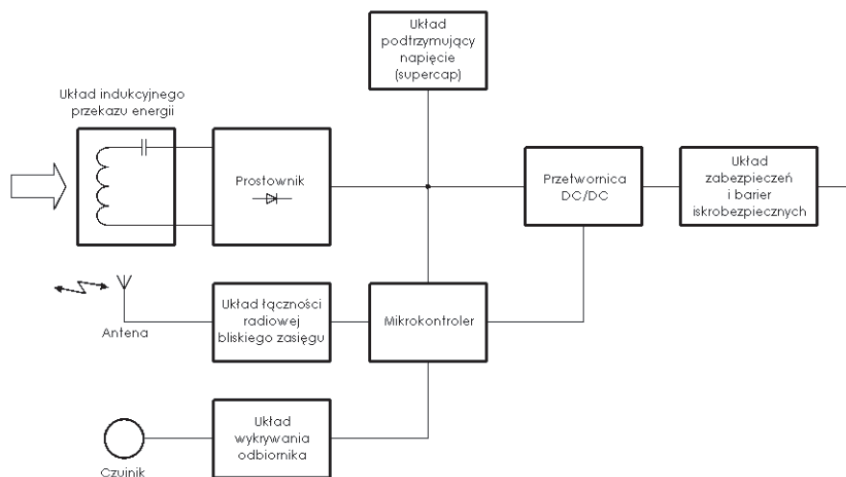 Układ
podtrzymujący
napięcie
(supercap)
Układ indukcyjnego
przekazu energii
Prostownik
Przetwornica
DC/DC
Układ
zabezpieczeń
i barier
iskrobezpiecznych
Antena
Układ łączności
radiowej
bliskiego zasięgu
Mikrokontroler
Czujnik
Układ
wykrywania
odbiornika